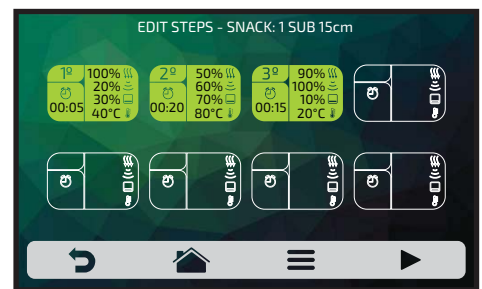 EDIT STEPS - SNACK: 1 SUB 15cm
1º 100%
20%
30%
00:05 40°C
2º 50%
60%
70%
00:20 80°C
3º 90%
100%
10%
00:15 20°C